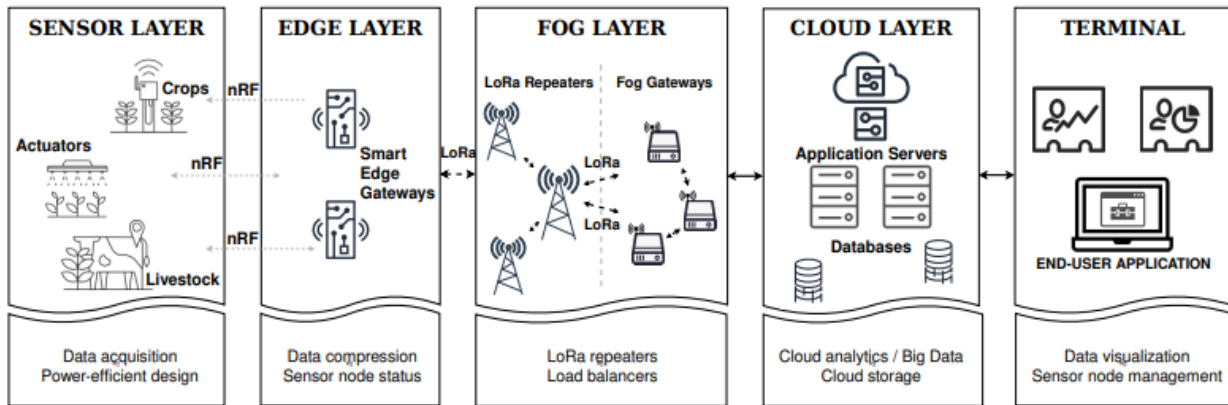 SENSOR LAYER
Crops
nRF
Actuators
nRF
nRF
Livestock
Data acquisition
Power-efficient design
EDGE LAYER
Smart
Edge
Gateways
LoRa
Data compression
Sensor node status
FOG LAYER
LoRa Repeaters
Fog Gateways
LoRa
LoRa
LoRa repeaters
Load balancers
CLOUD LAYER
Application Servers
Databases
Cloud analytics / Big Data
Cloud storage
TERMINAL
END-USER APPLICATION
Data visualization
Sensor node management